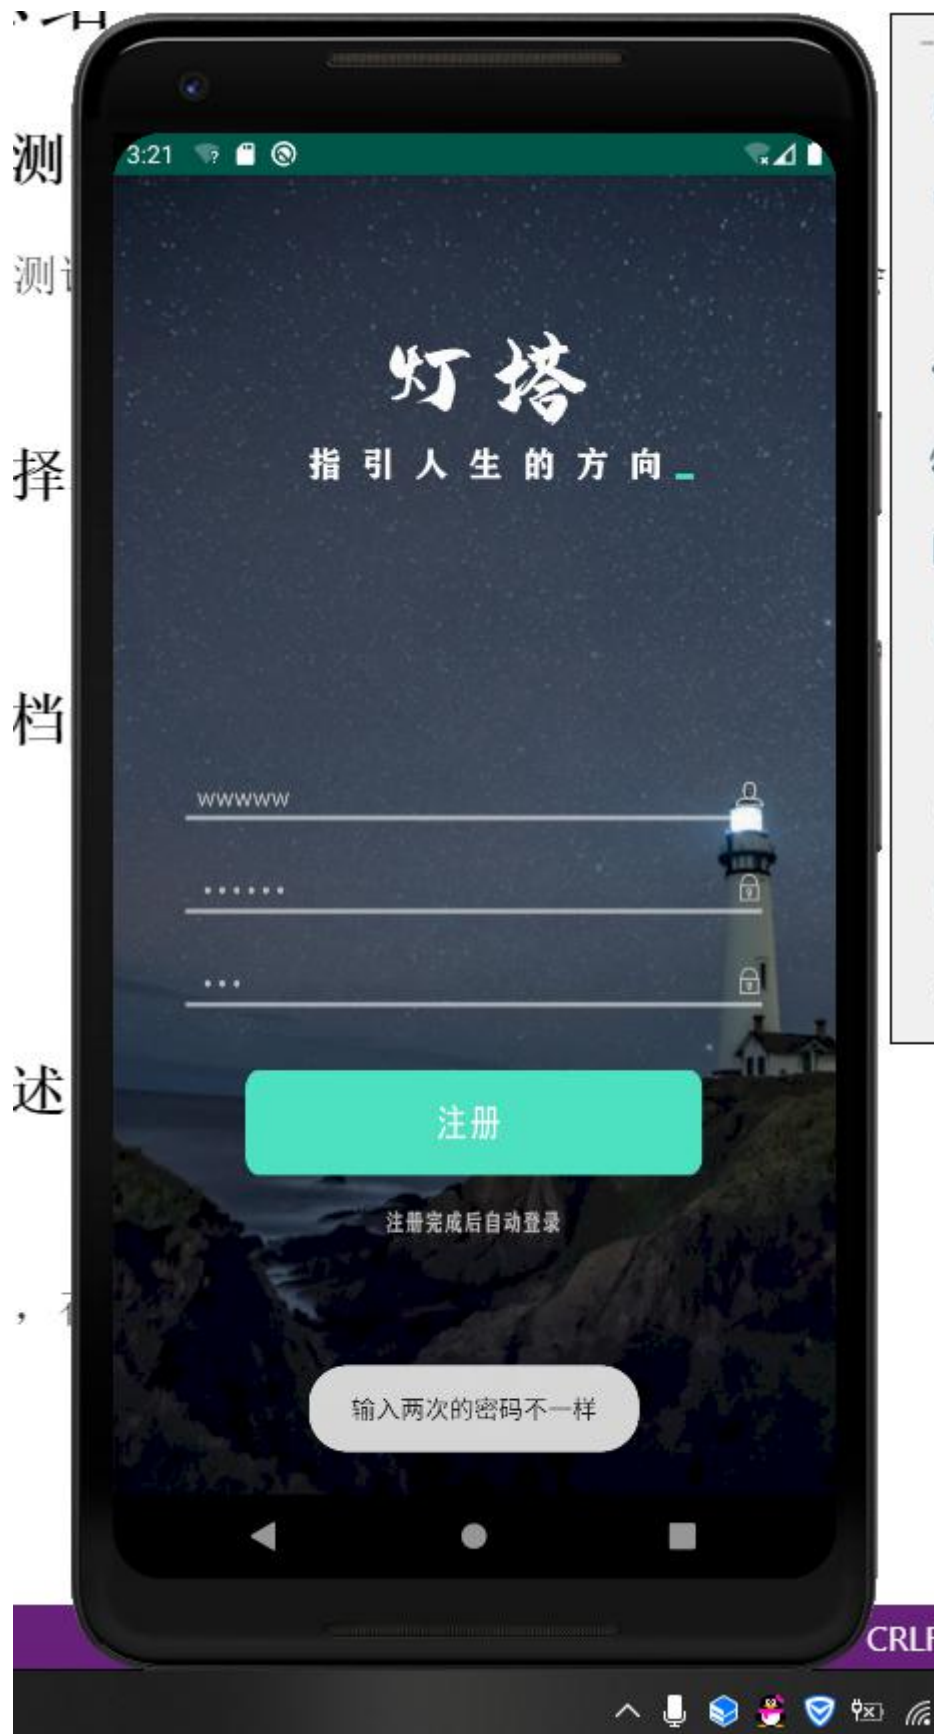 测
3:21
测
灯塔
指引人生的方向
择
档
wwwww
••••••
•••
述
注册
注册完成后自动登录
输入两次的密码不一样
CRLF